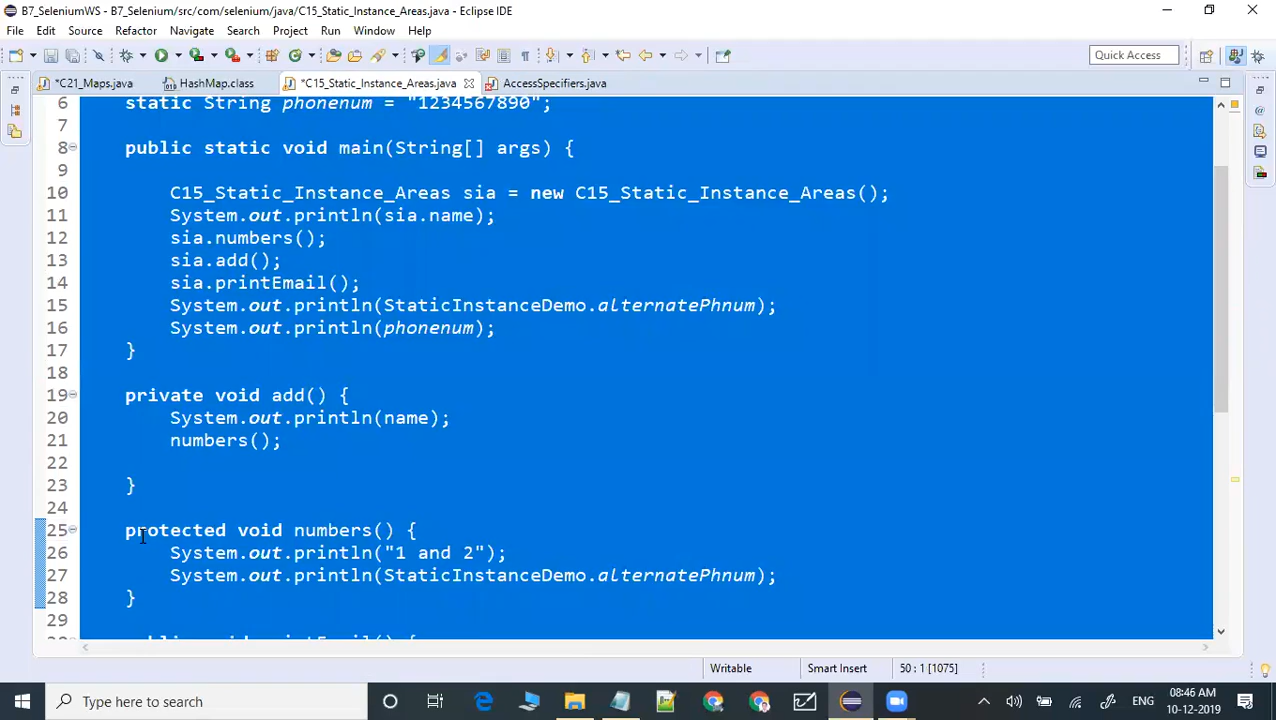 B7_SeleniumWS - B7_Selenium/src/com/selenium/java/C15_Static_Instance_Areas.java - Eclipse IDE
File Edit Source Refactor Navigate Search Project Run Window Help
Quick Access
*C21_Maps.java HashMap.class *C15_Static_Instance_Areas.java AccessSpecifiers.java
6 static String phonenum = "1234567890";
7
8 public static void main(String[] args) {
9
10 C15_Static_Instance_Areas sia = new C15_Static_Instance_Areas();
11 System.out.println(sia.name);
12 sia.numbers();
13 sia.add();
14 sia.printEmail();
15 System.out.println(StaticInstanceDemo.alternatePhnum);
16 System.out.println(phonenum);
17 }
18
19 private void add() {
20 System.out.println(name);
21 numbers();
22
23 }
24
25 protected void numbers() {
26 System.out.println("1 and 2");
27 System.out.println(StaticInstanceDemo.alternatePhnum);
28 }
29
Writable Smart Insert 50 : 1 [1075]
Type here to search
ENG
08:46 AM
10-12-2019